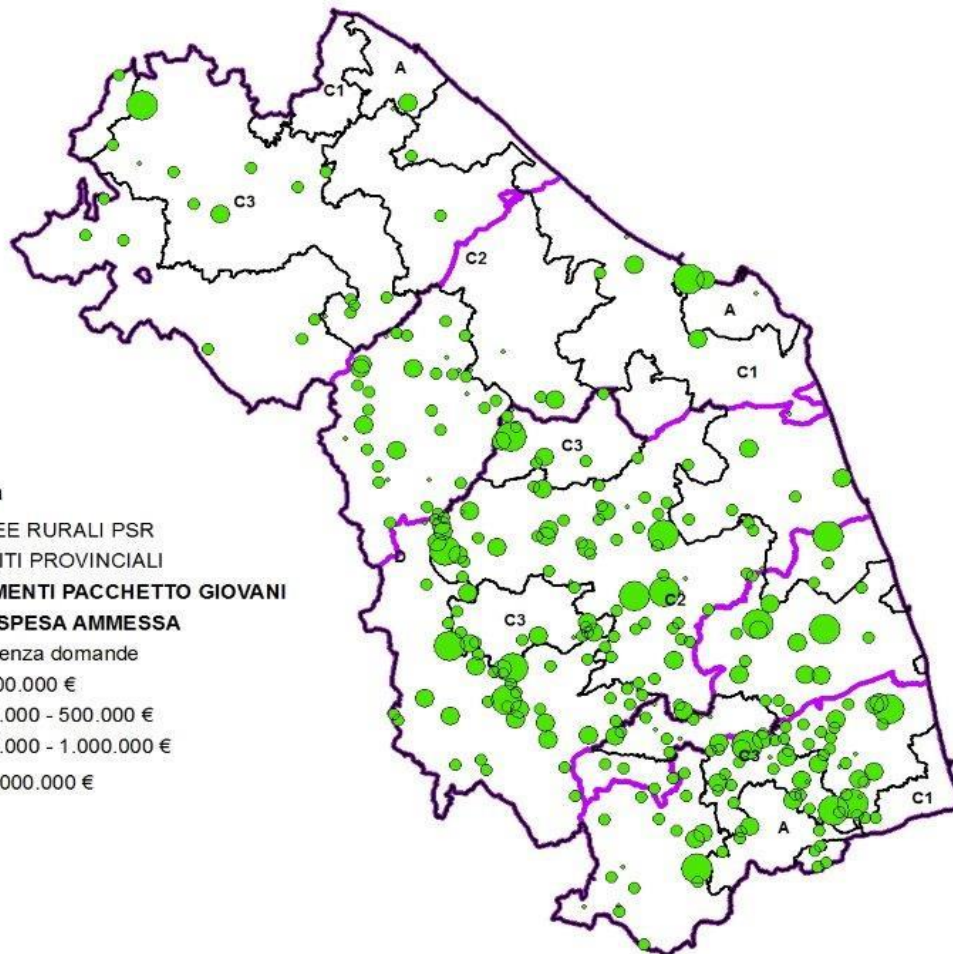 A
C1
C3
C2
A
C1
C3
EE RURALI PSR
ITI PROVINCIALI
D
MENTI PACCHETTO GIOVANI
C2
SPESA AMMESSA
C3
enza domande
00.000 €
.000 - 500.000 €
.000 - 1.000.000 €
C3
000.000 €
C1
A